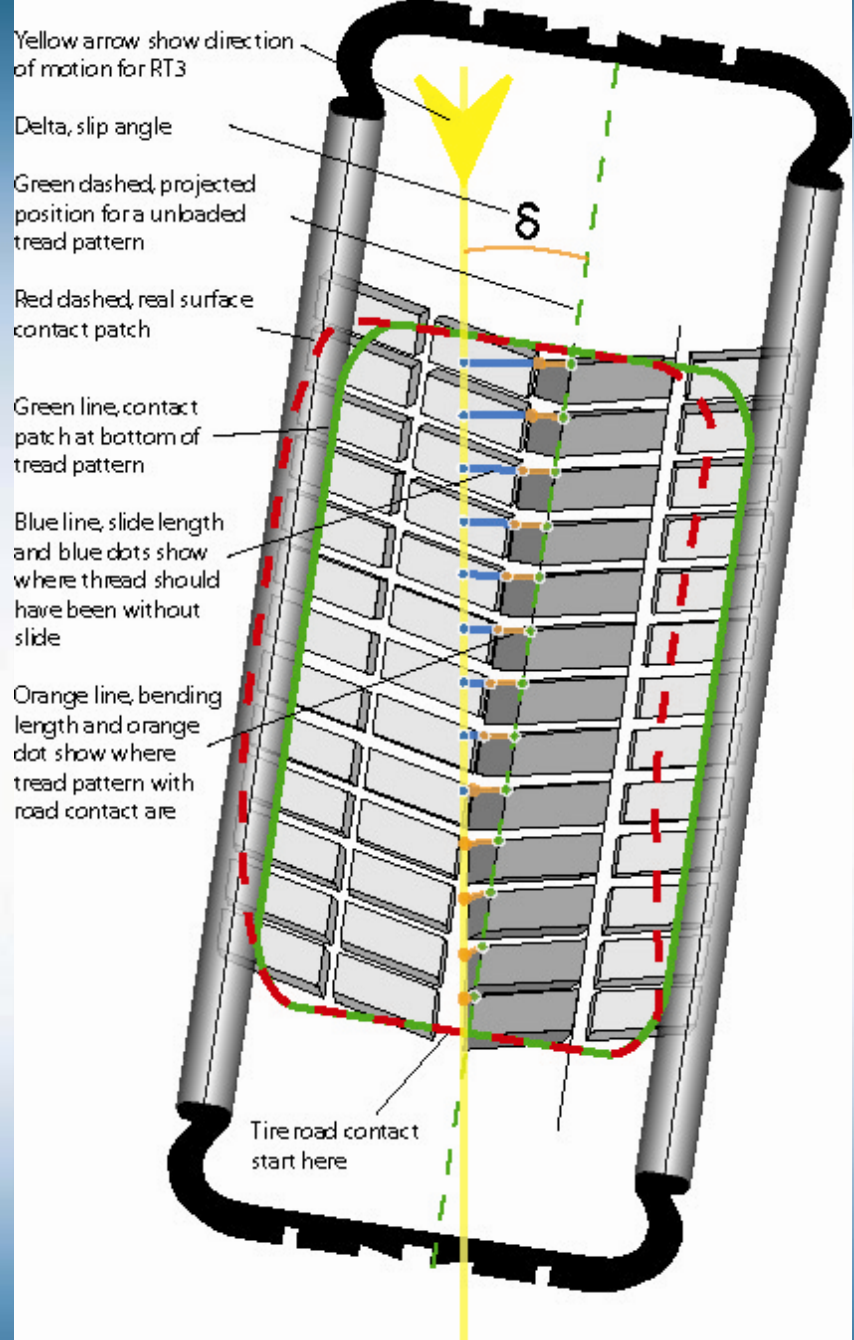 Yellow arrow show direction
of motion for RT3
Delta, slip angle
δ
Green dashed, projected
position for a unloaded
tread pattern
Red dashed, real surface
contact patch
Green line, contact
patch at bottom of
tread pattern
Blue line, slide length
and blue dots show
where thread should
have been without
slide
Orange line, bending
length and orange
dot show where
tread pattern with
road contact are
Tire road contact
start here